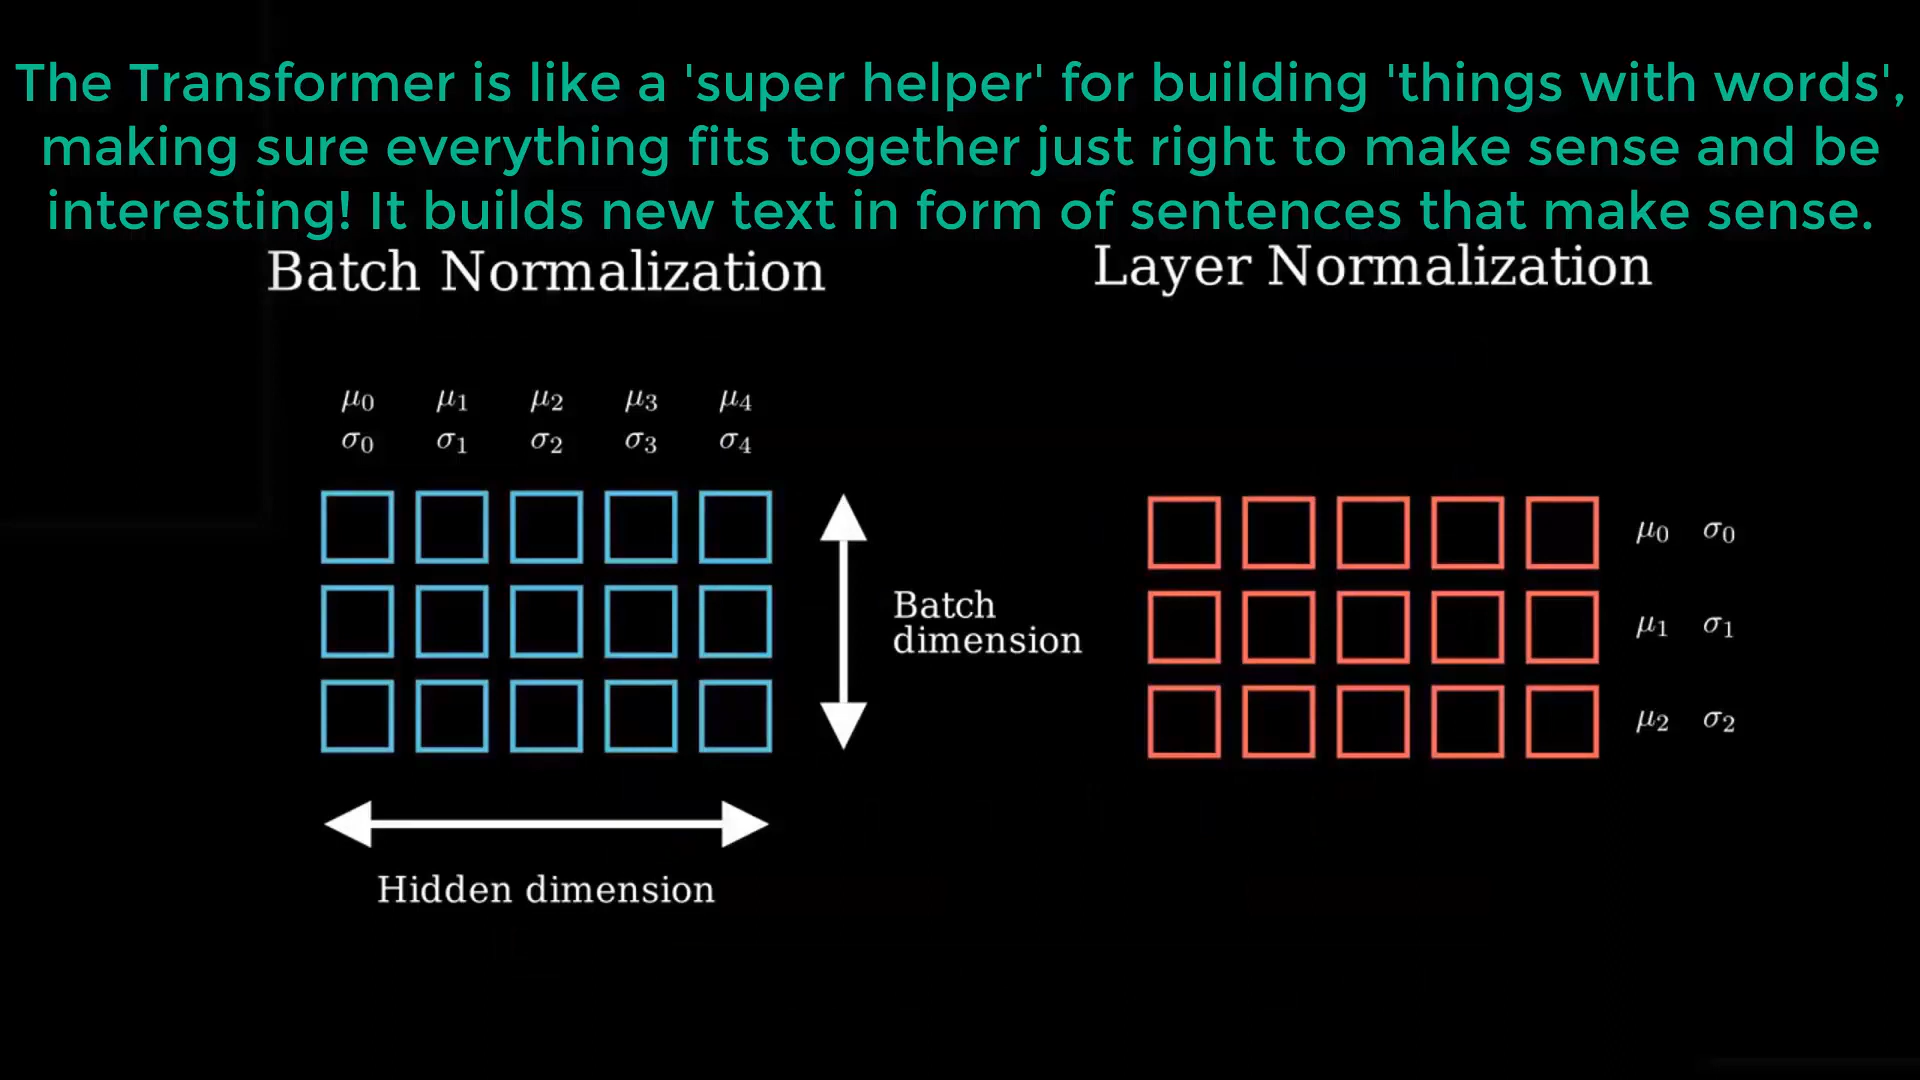 The Transformer is like a 'super helper' for building 'things with words',
making sure everything fits together just right to make sense and be
interesting! It builds new text in form of sentences that make sense.
Batch Normalization
μ0 μ1 μ2 μ3 μ4
σ0 σ1 σ2 σ3 σ4
Batch
dimension
Hidden dimension
Layer Normalization
μ0 σ0
μ1 σ1
μ2 σ2